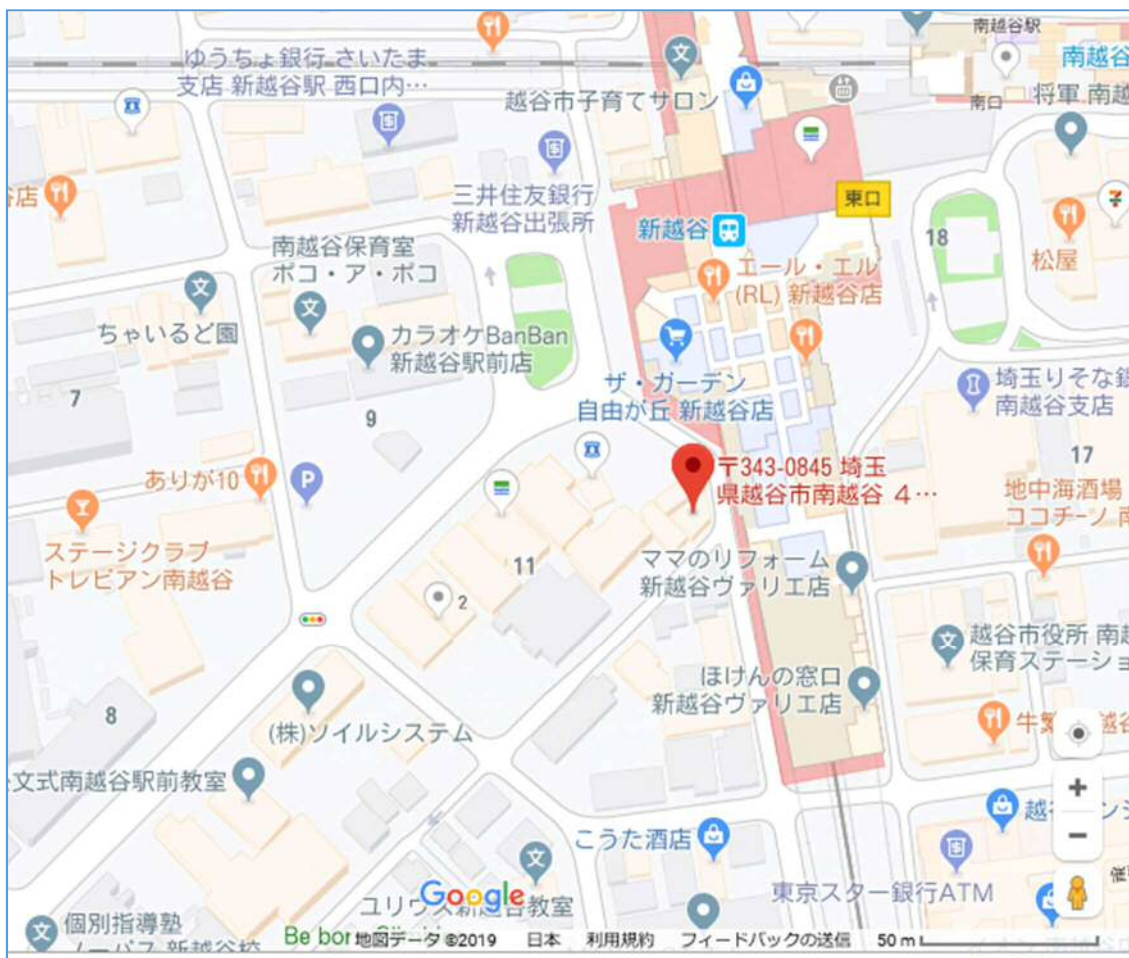 南越谷駅
ゆうちょ銀行 さいたま
支店 新越谷駅 西口内…
南越谷
越谷市子育てサロン
南口
将軍 南越
三井住友銀行
新越谷出張所
谷店
東口
新越谷
18
松屋
南越谷保育室
ポコ・ア・ポコ
エール・エル
(RL) 新越谷店
ちゃいるど園
カラオケBanBan
新越谷駅前店
ザ・ガーデン
自由が丘 新越谷店
埼玉りそな銀
南越谷支店
7
9
17
〒343-0845 埼玉
県越谷市南越谷 4…
ありが10
P
地中海酒場
ココチーノ 南
ステージクラブ
トレビアン南越谷
11
ママのリフォーム
新越谷ヴァリエ店
2
越谷市役所 南越
保育ステーショ
ほけんの窓口
新越谷ヴァリエ店
8
(株)ソイルシステム
文式南越谷駅前教室
こうた酒店
東京スター銀行ATM
Google
個別指導塾
地図データ ©2019 日本 利用規約 フィードバックの送信 50 m